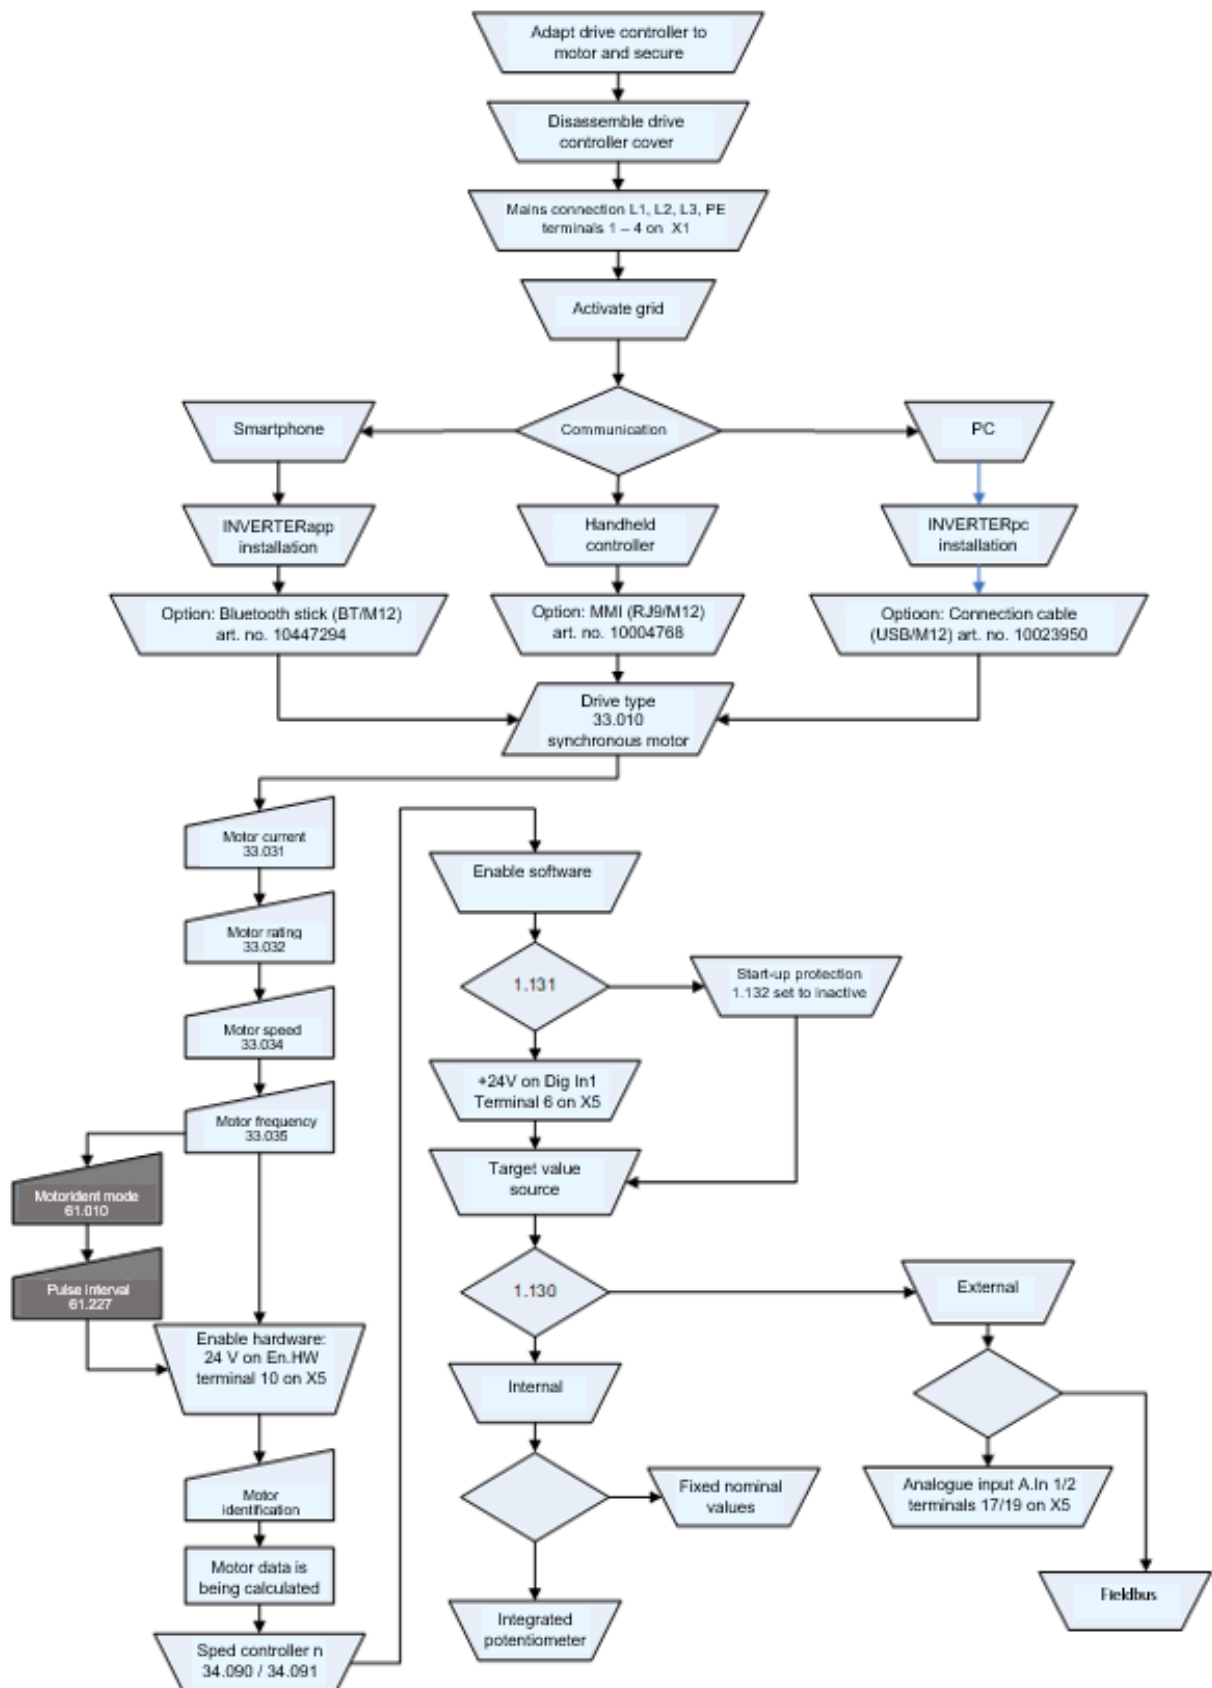 Adapt drive controller to
motor and secure
Disassemble drive
controller cover
Mains connection L1, L2, L3, PE
terminals 1 – 4 on X1
Activate grid
Smartphone
Communication
PC
INVERTERapp
installation
Handheld
controller
INVERTERpc
installation
Option: Bluetooth stick (BT/M12)
art. no. 10447294
Option: MMI (RJ9/M12)
art. no. 10004768
Optioon: Connection cable
(USB/M12) art. no. 10023950
Drive type
33.010
synchronous motor
Motor current
33.031
Motor rating
33.032
Motor speed
33.034
Motor frequency
33.035
Motorident mode
61.010
Pulse interval
61.227
Enable hardware:
24 V on En.HW
terminal 10 on X5
Motor
identification
Motor data is
being calculated
Sped controller n
34.090 / 34.091
Enable software
1.131
Start-up protection
1.132 set to inactive
+24V on Dig In1
Terminal 6 on X5
Target value
source
1.130
External
Internal
Fixed nominal
values
Analogue input A.In 1/2
terminals 17/19 on X5
Integrated
potentiometer
Fieldbus